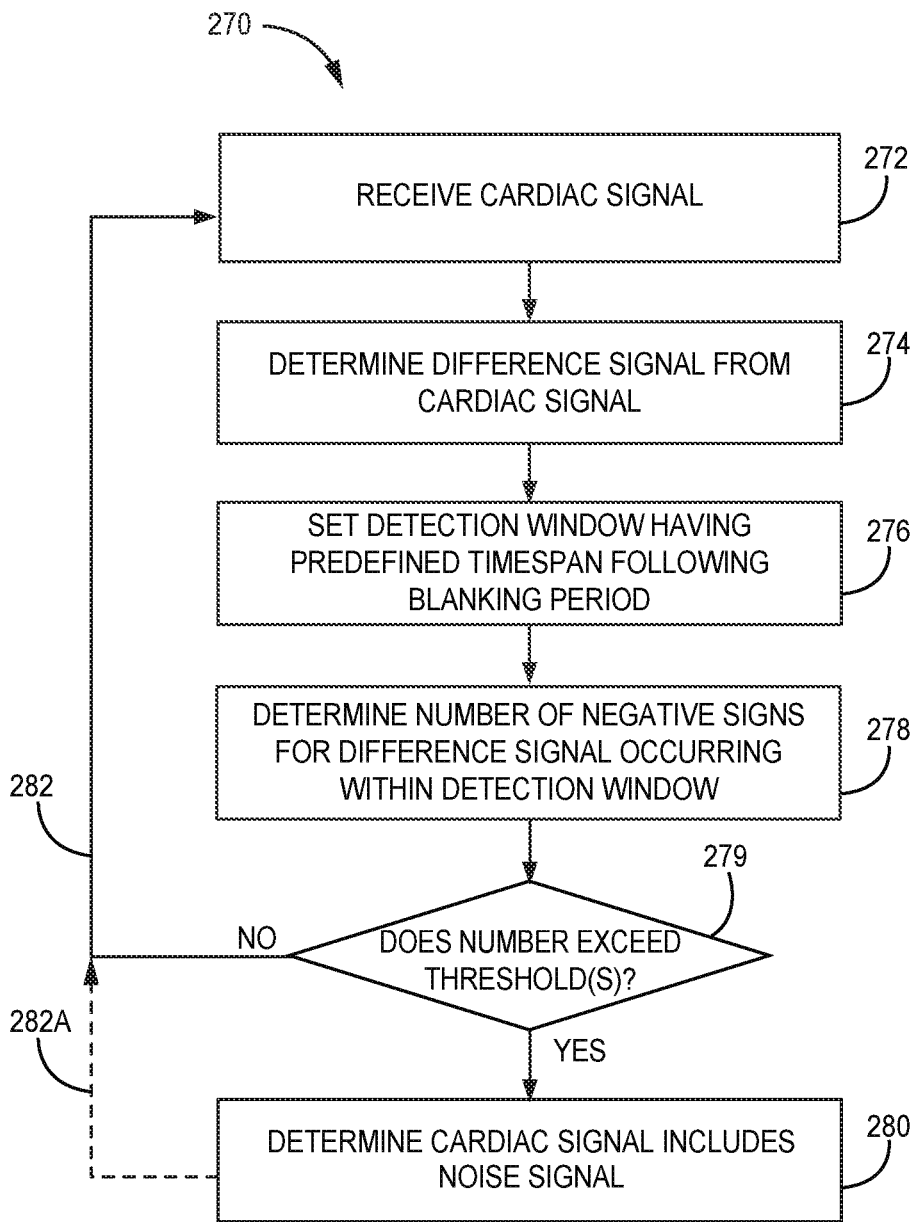 270
RECEIVE CARDIAC SIGNAL
272
DETERMINE DIFFERENCE SIGNAL FROM
CARDIAC SIGNAL
274
SET DETECTION WINDOW HAVING
PREDEFINED TIMESPAN FOLLOWING
BLANKING PERIOD
276
DETERMINE NUMBER OF NEGATIVE SIGNS
FOR DIFFERENCE SIGNAL OCCURRING
WITHIN DETECTION WINDOW
278
282
279
NO
DOES NUMBER EXCEED
THRESHOLD(S)?
282A
YES
DETERMINE CARDIAC SIGNAL INCLUDES
NOISE SIGNAL
280